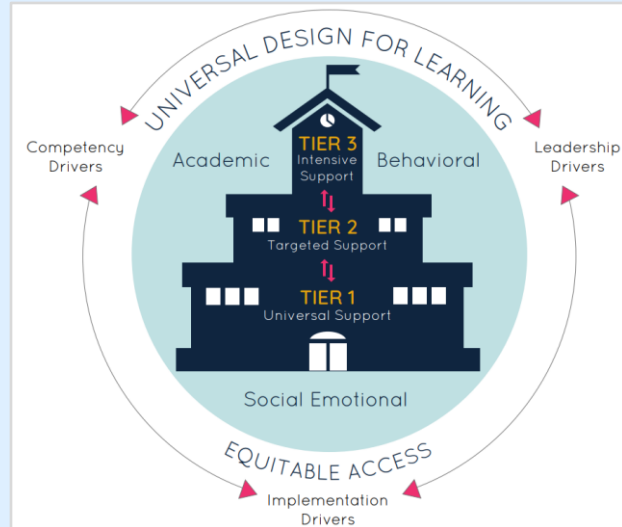 UNIVERSAL DESIGN FOR LEARNING
Competency
Drivers
Leadership
Drivers
Academic
Behavioral
TIER 3
Intensive
Support
TIER 2
Targeted Support
TIER 1
Universal Support
Social Emotional
EQUITABLE ACCESS
Implementation
Drivers